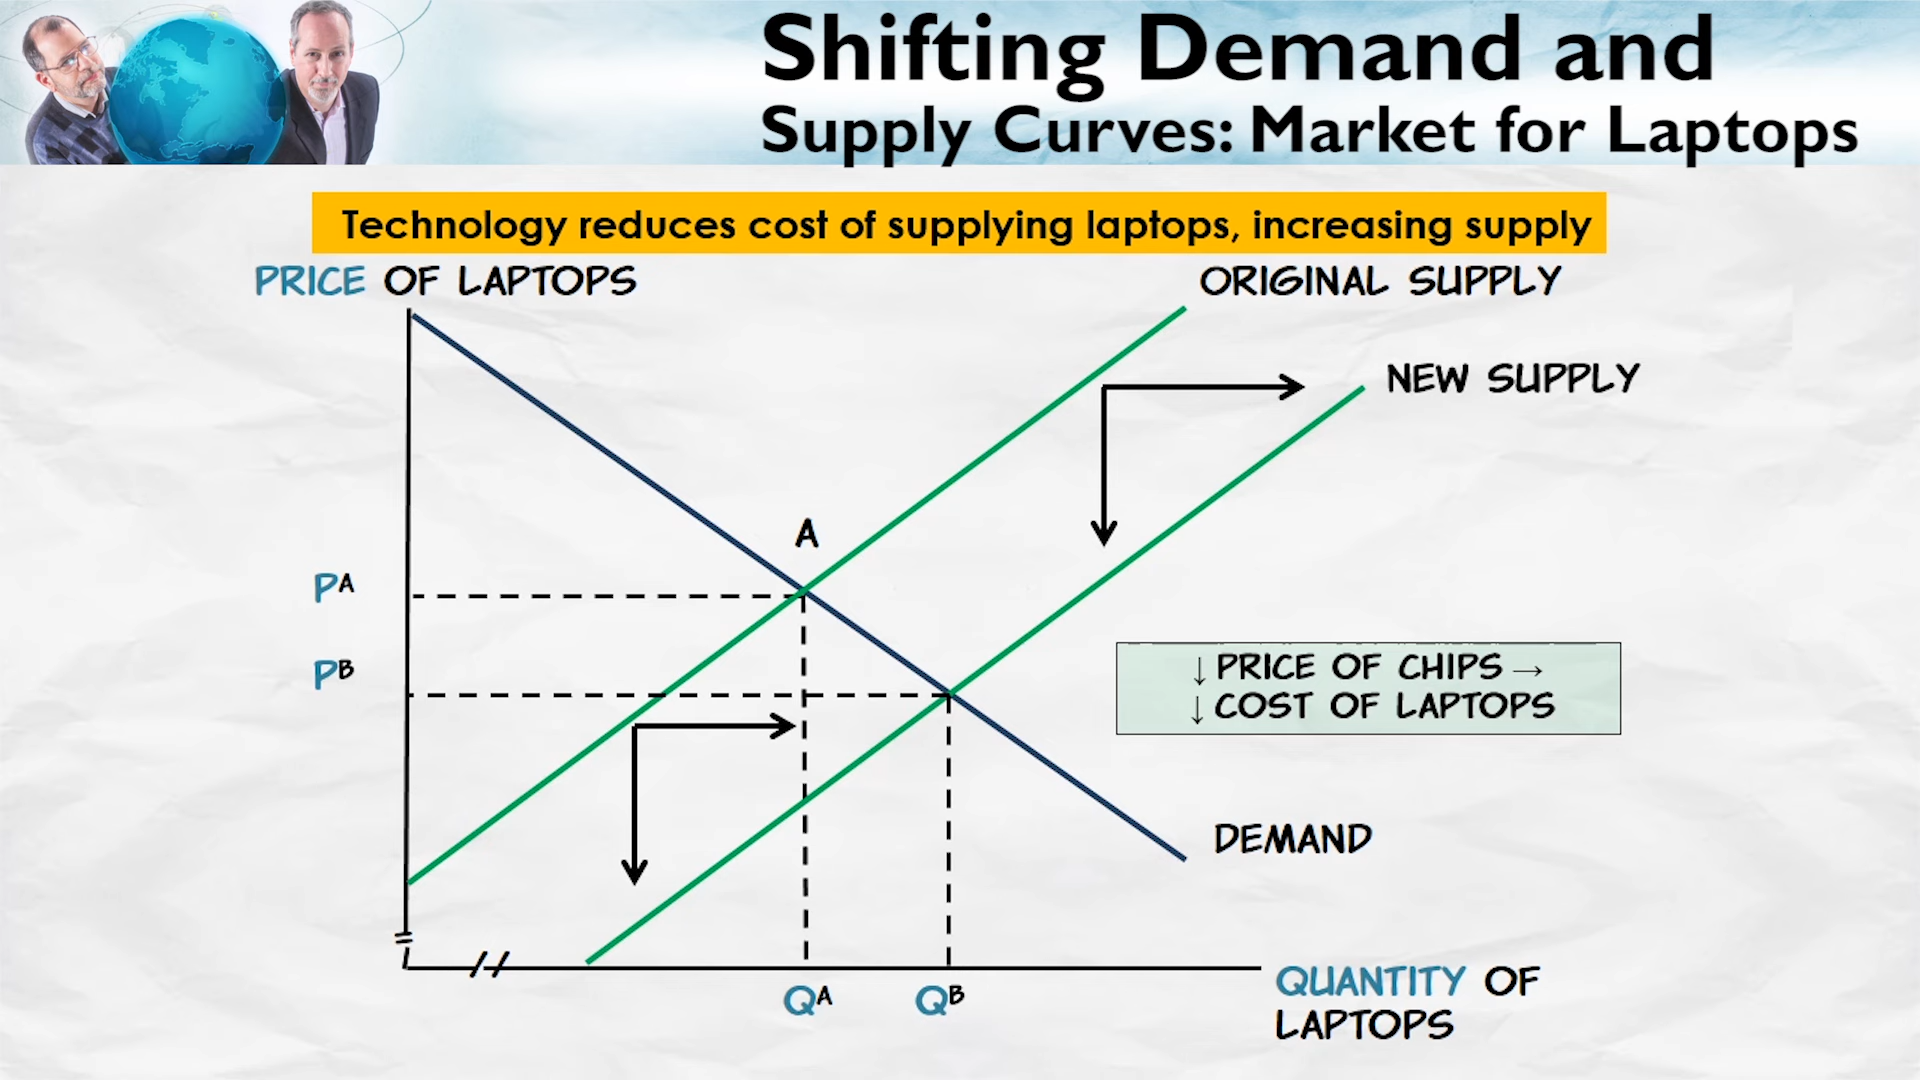 Shifting Demand and
Supply Curves: Market for Laptops
Technology reduces cost of supplying laptops, increasing supply
PRICE OF LAPTOPS
ORIGINAL SUPPLY
NEW SUPPLY
A
PA
PB
↓ PRICE OF CHIPS →
↓ COST OF LAPTOPS
DEMAND
QA
QB
QUANTITY OF
LAPTOPS